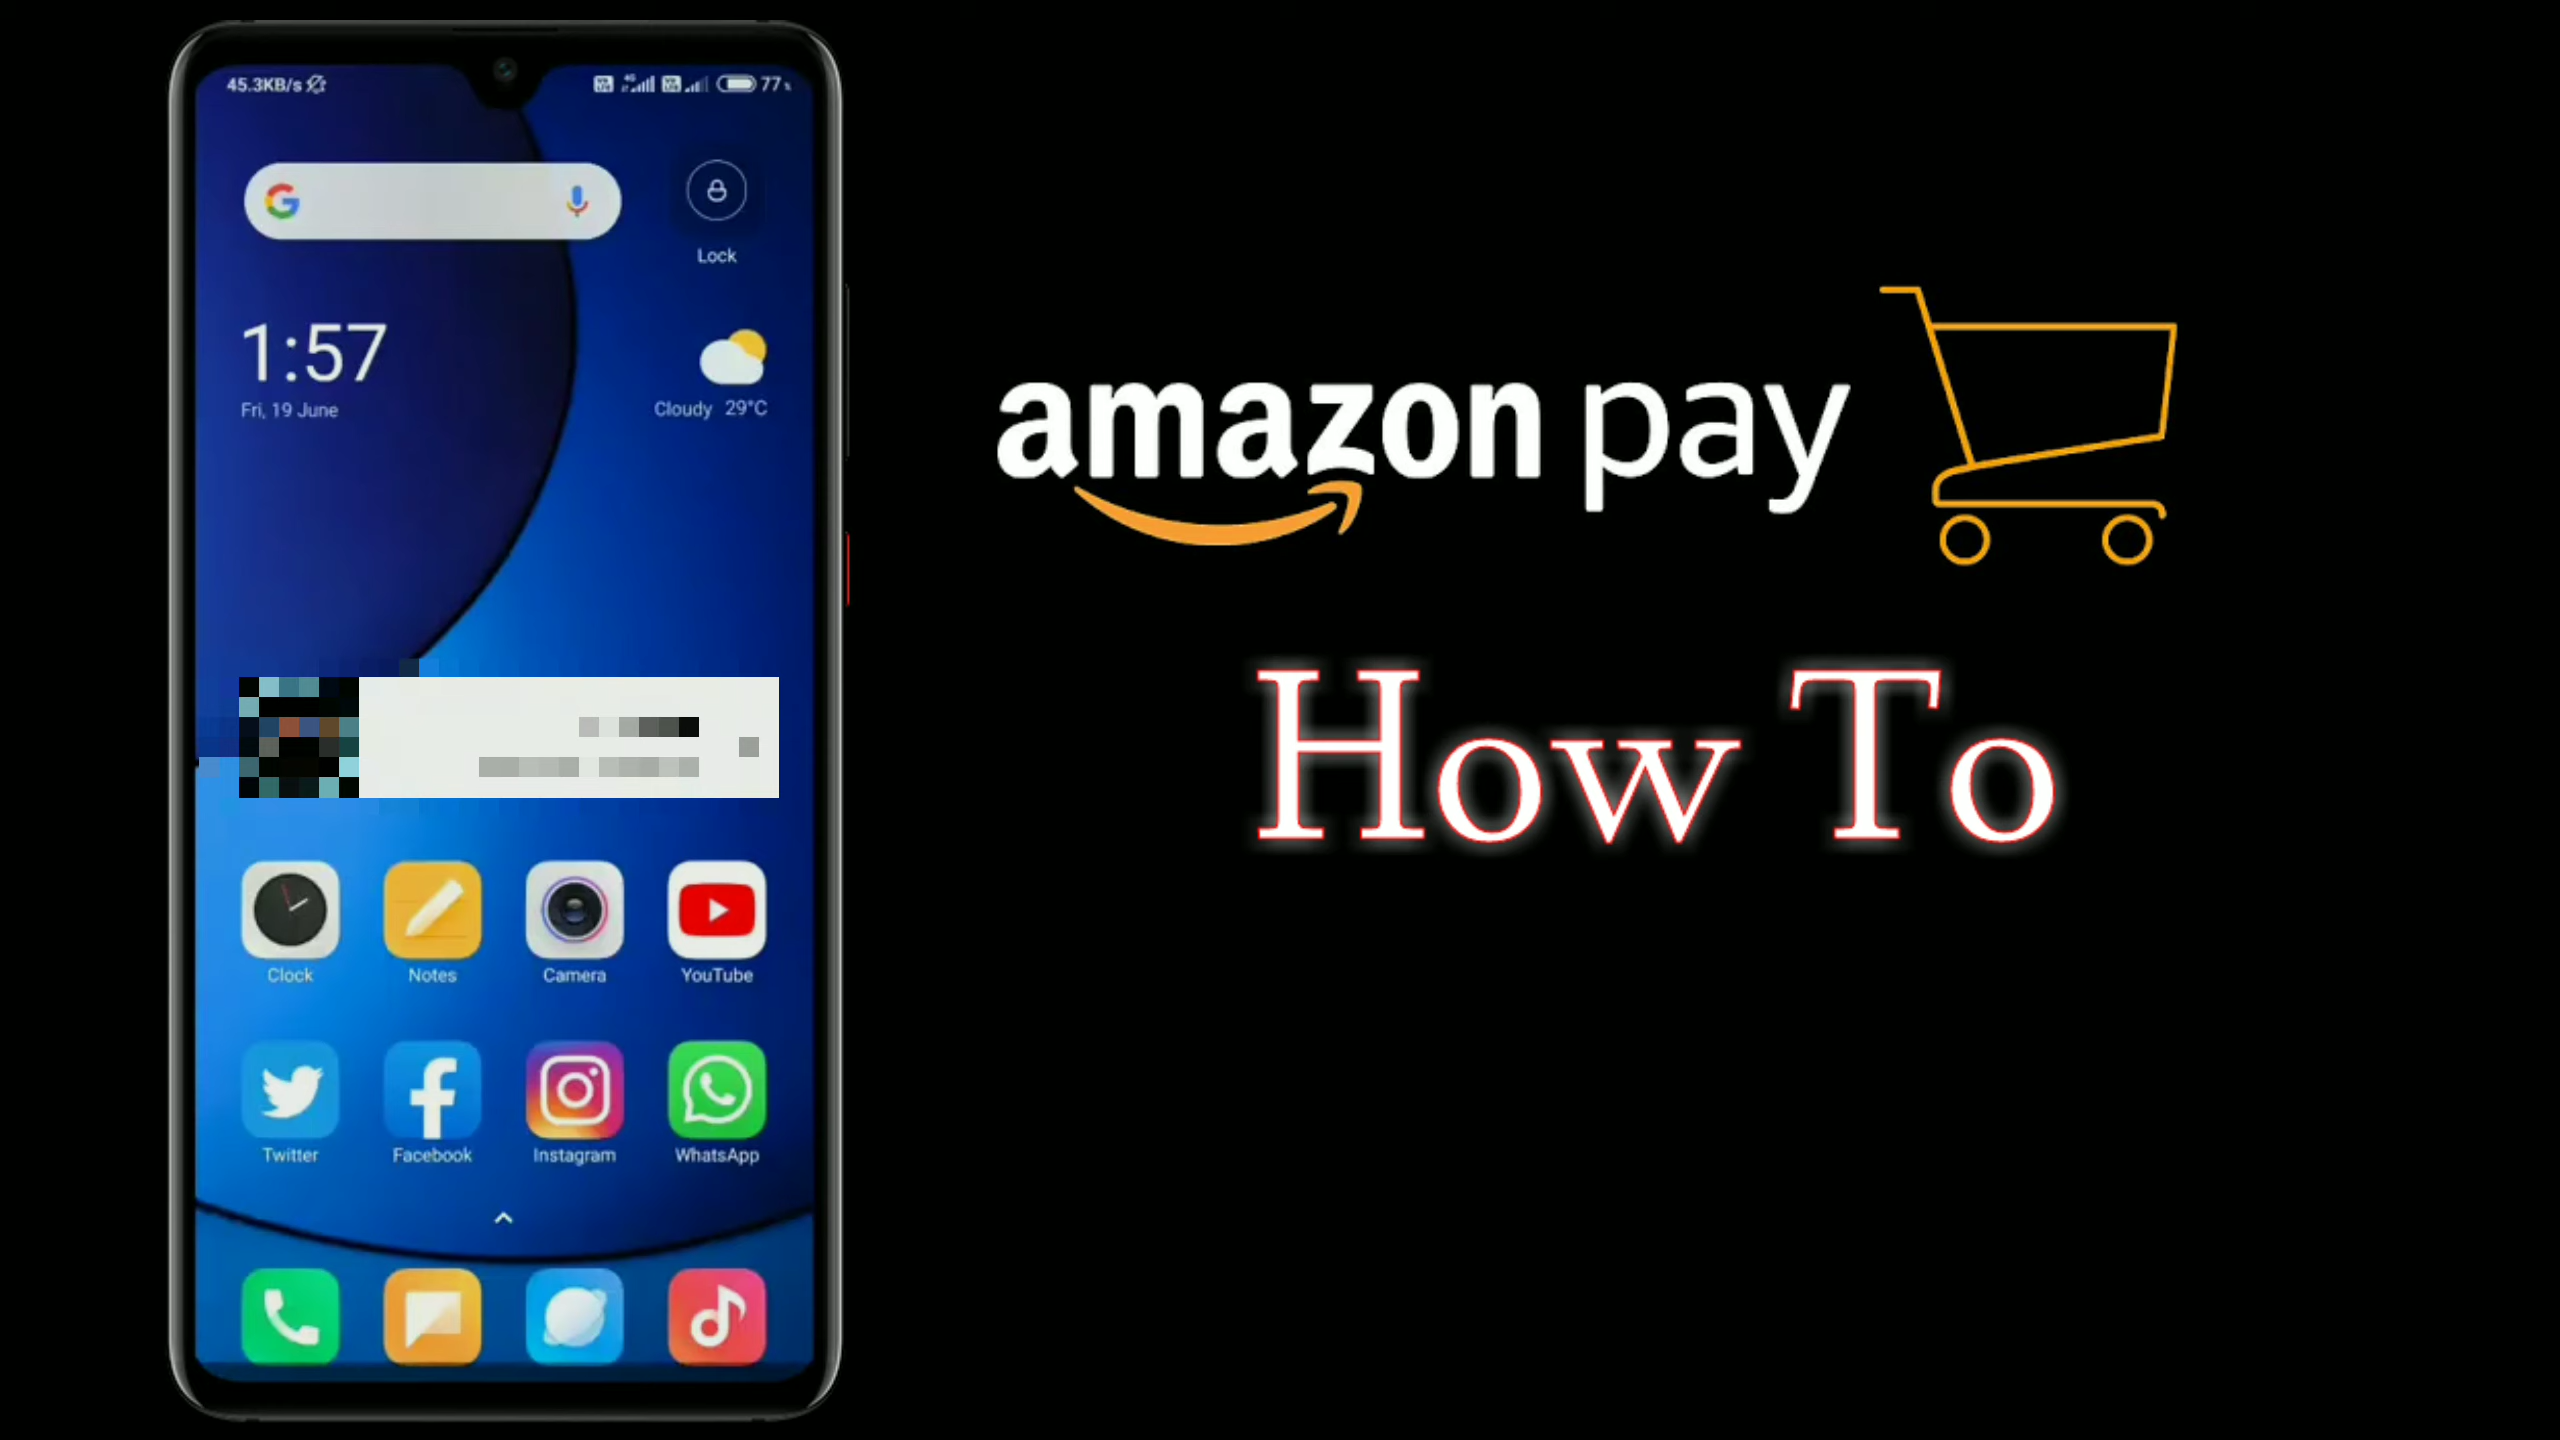 45.3KB/s
77%
Lock
1:57
Fri, 19 June
Cloudy 29°C
Clock
Notes
Camera
YouTube
Twitter
Facebook
Instagram
WhatsApp
amazon pay
How To